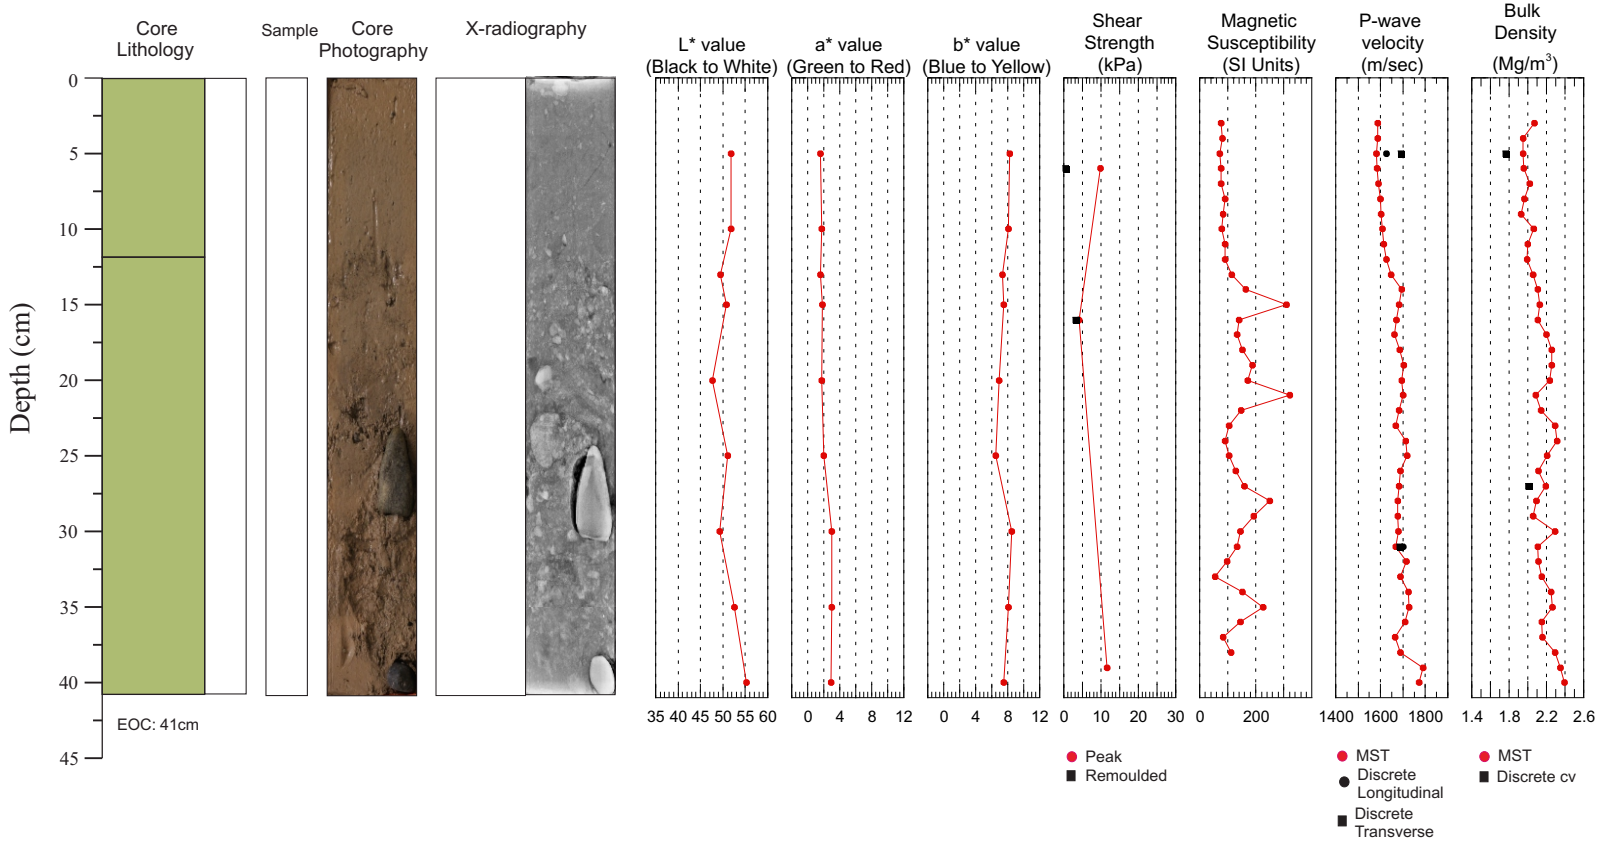 Core
Lithology
Sample
Core
Photography
X-radiography
L* value
(Black to White)
a* value
(Green to Red)
b* value
(Blue to Yellow)
Shear
Strength
(kPa)
Magnetic
Susceptibility
(SI Units)
P-wave
velocity
(m/sec)
Bulk
Density
(Mg/m³)
Depth (cm)
0
5
10
15
20
25
30
35
40
45
EOC: 41cm
35 40 45 50 55 60
0 4 8 12
0 4 8 12
0 10 20 30
0 200
1400 1600 1800
1.4 1.8 2.2 2.6
Peak
Remoulded
MST
Discrete
Longitudinal
Discrete
Transverse
MST
Discrete cv